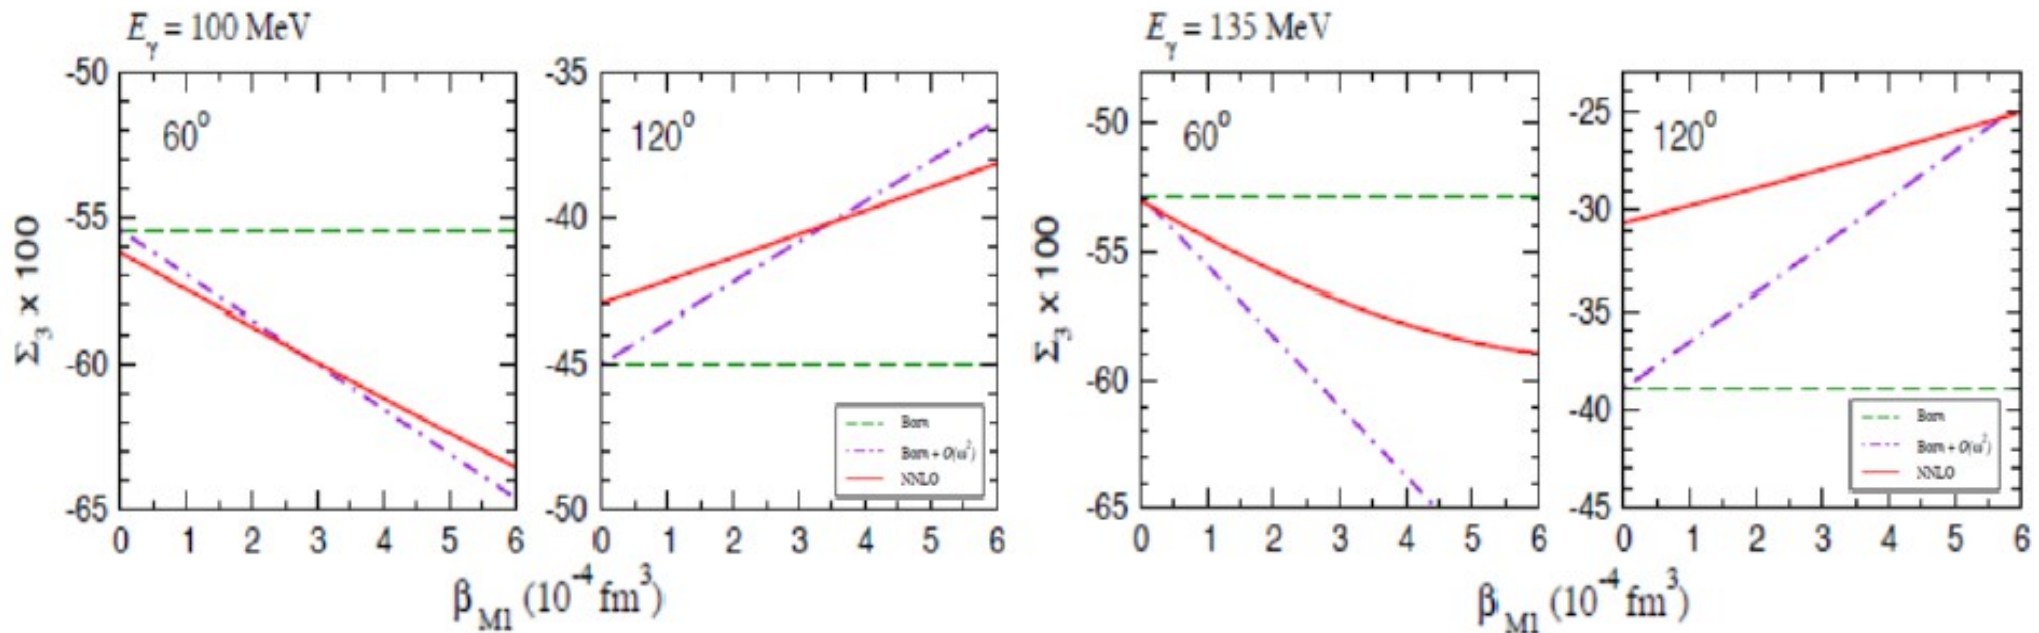 E_γ = 100 MeV
E_γ = 135 MeV
-50
-55
-60
-65
60°
0 1 2 3 4 5 6
-35
-40
-45
-50
120°
Born
Born + O(ω²)
NNLO
0 1 2 3 4 5 6
Σ₃ x 100
β_M1 (10⁻⁴ fm³)
-50
-55
-60
-65
60°
0 1 2 3 4 5 6
-25
-30
-35
-40
-45
120°
Born
Born + O(ω²)
NNLO
0 1 2 3 4 5 6
Σ₃ x 100
β_M1 (10⁻⁴ fm³)